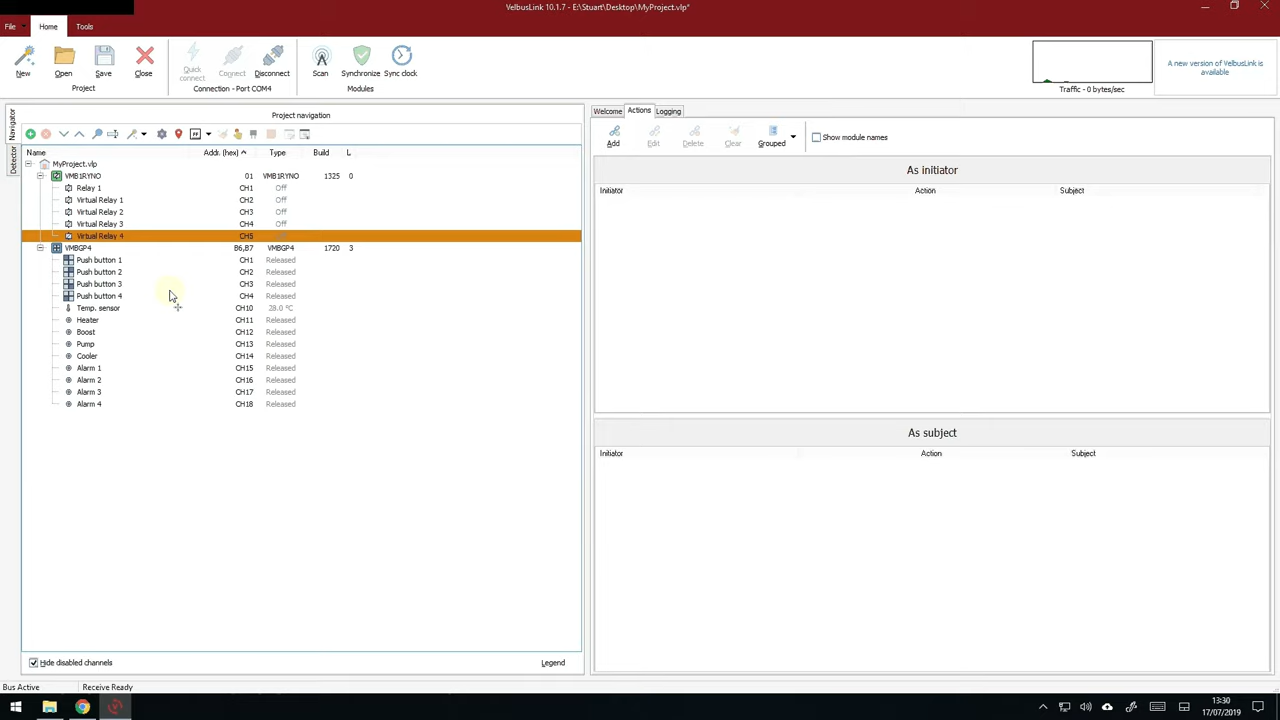 VelbusLink 10.1.7 - E:\Stuart\Desktop\MyProject.vlp*
File Home Tools
New Open Save Close Quick connect Connect Disconnect Scan Synchronize Sync clock
Project Connection - Port COM4 Modules
Traffic - 0 bytes/sec
A new version of VelbusLink is
available
Navigator
Detector
Project navigation
Name Addr. (hex) Type Build L
MyProject.vlp
VMB1RYNO 01 VMB1RYNO 1325 0
Relay 1 CH1 Off
Virtual Relay 1 CH2 Off
Virtual Relay 2 CH3 Off
Virtual Relay 3 CH4 Off
Virtual Relay 4 CH5
VMBGP4 B6,B7 VMBGP4 1720 3
Push button 1 CH1 Released
Push button 2 CH2 Released
Push button 3 CH3 Released
Push button 4 CH4 Released
Temp. sensor CH10 28.0 °C
Heater CH11 Released
Boost CH12 Released
Pump CH13 Released
Cooler CH14 Released
Alarm 1 CH15 Released
Alarm 2 CH16 Released
Alarm 3 CH17 Released
Alarm 4 CH18 Released
Hide disabled channels Legend
Welcome Actions Logging
Add Edit Delete Clear Grouped Show module names
As initiator
Initiator Action Subject
As subject
Initiator Action Subject
Bus Active Receive Ready
13:30
17/07/2019